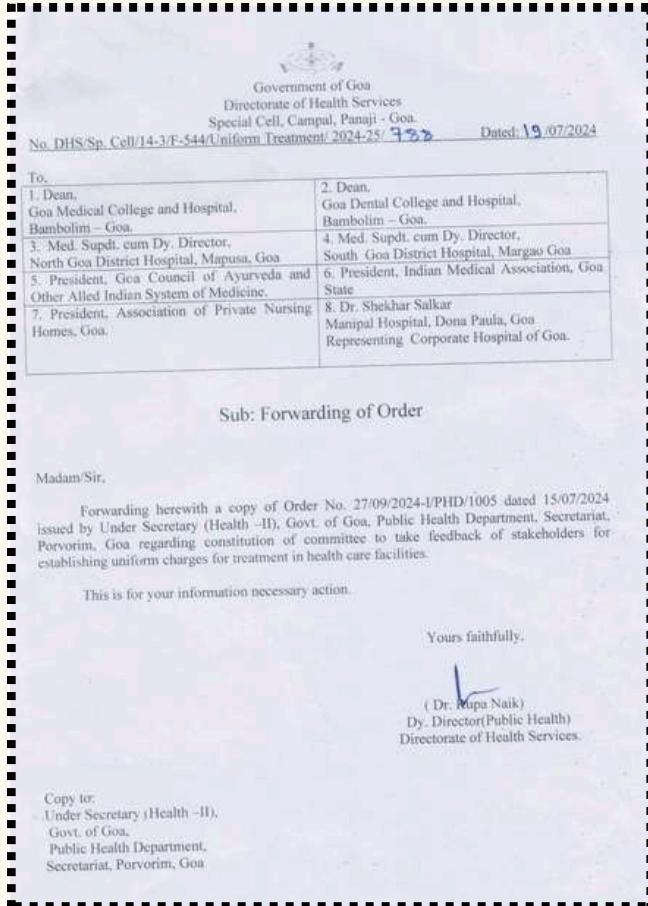 Government of Goa
Directorate of Health Services
Special Cell, Campal, Panaji - Goa.
No. DHS/Sp. Cell/14-3/F-544/Uniform Treatment/ 2024-25/ 788 Dated: 19/07/2024
To,
1. Dean,
Goa Medical College and Hospital,
Bambolim – Goa.
2. Dean,
Goa Dental College and Hospital,
Bambolim – Goa.
3. Med. Supdt. cum Dy. Director,
North Goa District Hospital, Mapusa, Goa
4. Med. Supdt. cum Dy. Director,
South Goa District Hospital, Margao Goa
5. President, Goa Council of Ayurveda and
Other Alled Indian System of Medicine.
6. President, Indian Medical Association, Goa
State
7. President, Association of Private Nursing
Homes, Goa.
8. Dr. Shekhar Salkar
Manipal Hospital, Dona Paula, Goa
Representing Corporate Hospital of Goa.
Sub: Forwarding of Order
Madam/Sir,
Forwarding herewith a copy of Order No. 27/09/2024-I/PHD/1005 dated 15/07/2024
issued by Under Secretary (Health –II), Govt. of Goa, Public Health Department, Secretariat,
Porvorim, Goa regarding constitution of committee to take feedback of stakeholders for
establishing uniform charges for treatment in health care facilities.
This is for your information necessary action.
Yours faithfully,
( Dr. Rupa Naik)
Dy. Director(Public Health)
Directorate of Health Services.
Copy to:
Under Secretary (Health –II),
Govt. of Goa,
Public Health Department,
Secretariat, Porvorim, Goa